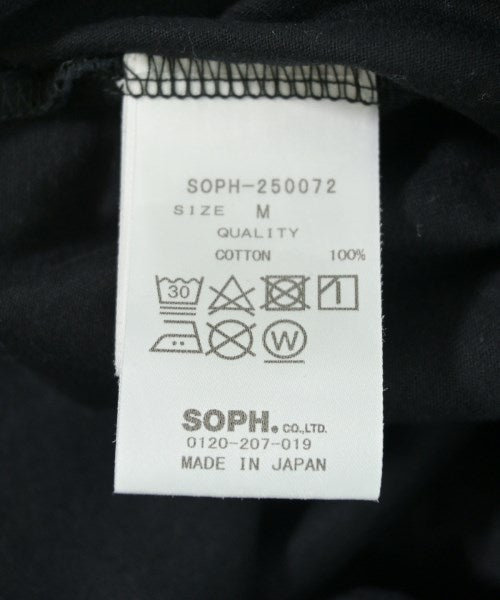 SOPH-250072
SIZE M
QUALITY
COTTON 100%
30
W
SOPH. CO.,LTD.
0120-207-019
MADE IN JAPAN